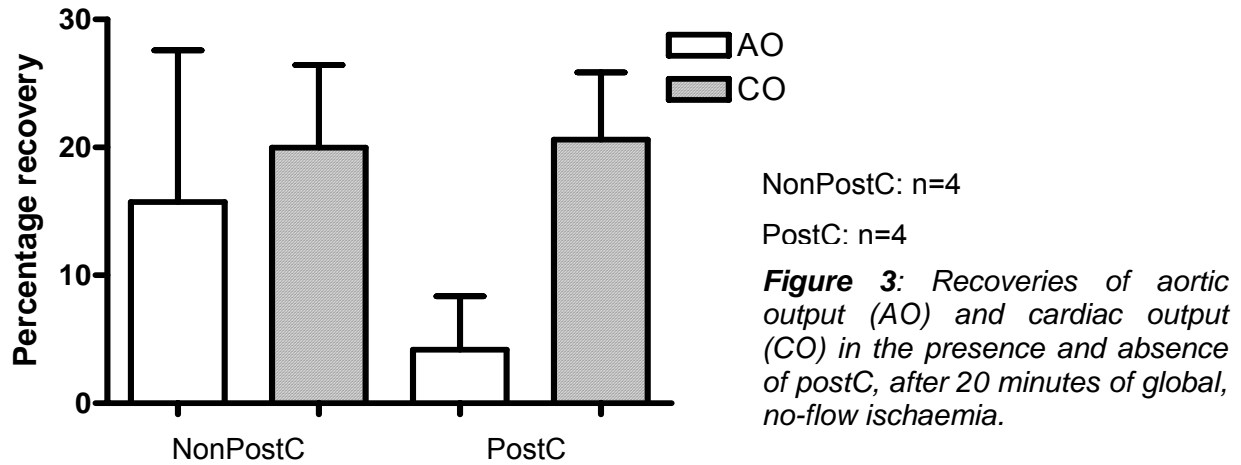 30
20
10
0
Percentage recovery
NonPostC
PostC
AO
CO
NonPostC: n=4
PostC: n=4
Figure 3: Recoveries of aortic
output (AO) and cardiac output
(CO) in the presence and absence
of postC, after 20 minutes of global,
no-flow ischaemia.